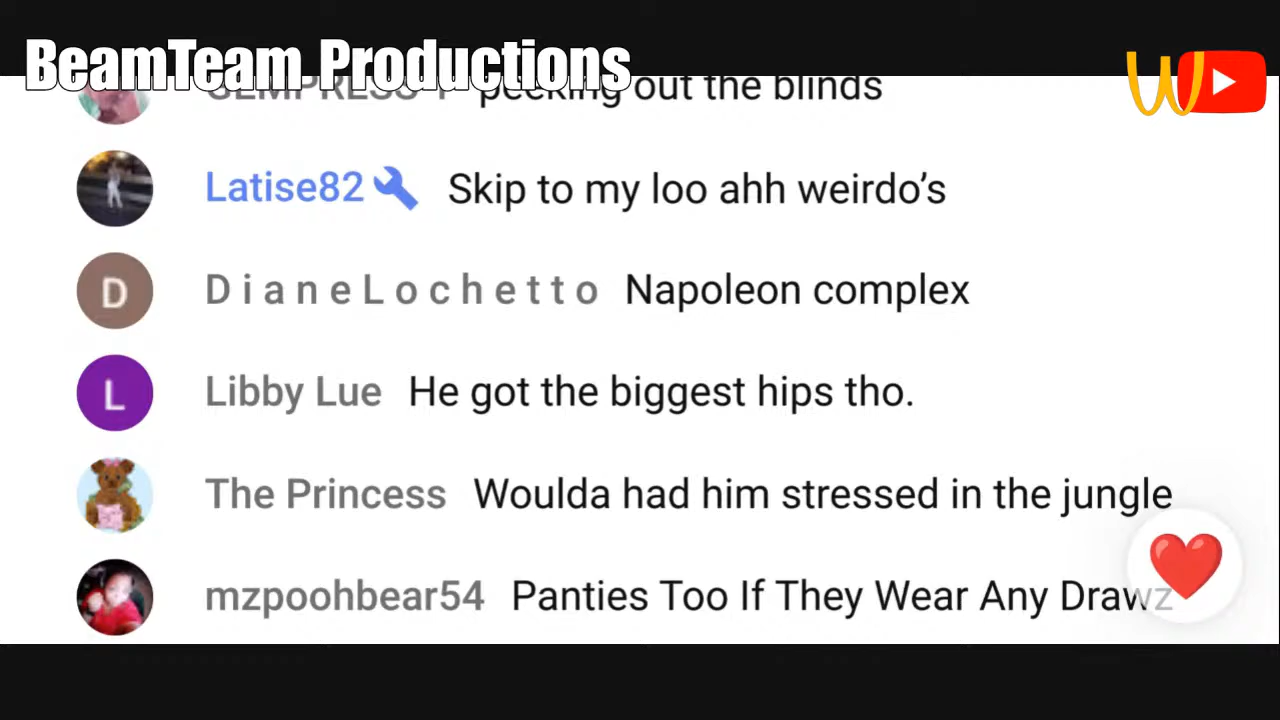 BeamTeam Productions
peeking out the blinds
Latise82 Skip to my loo ahh weirdo’s
D
D i a n e L o c h e t t o Napoleon complex
L
Libby Lue He got the biggest hips tho.
The Princess Woulda had him stressed in the jungle
mzpoohbear54 Panties Too If They Wear Any Drawz